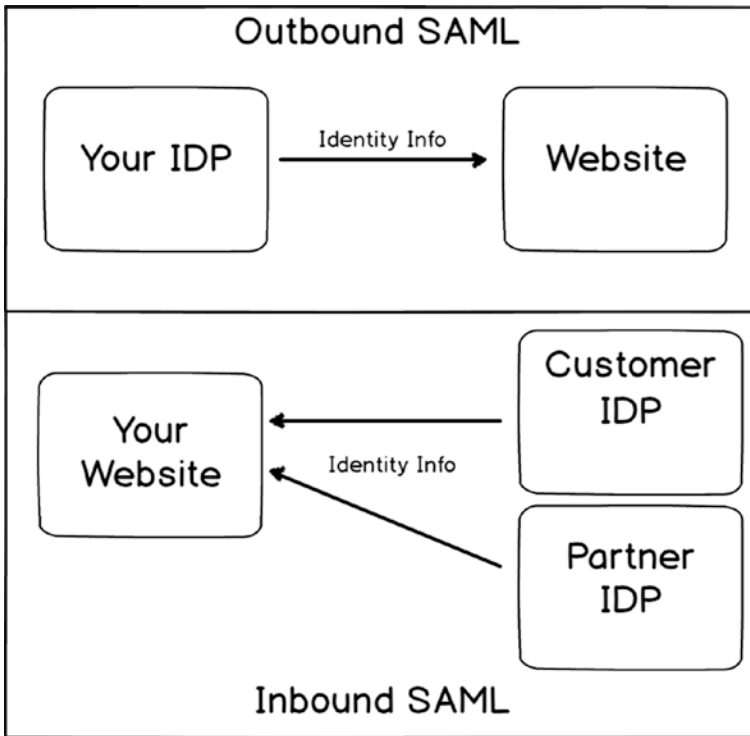 Outbound SAML
Your IDP
Identity Info
Website
Customer
IDP
Your
Website
Identity Info
Partner
IDP
Inbound SAML